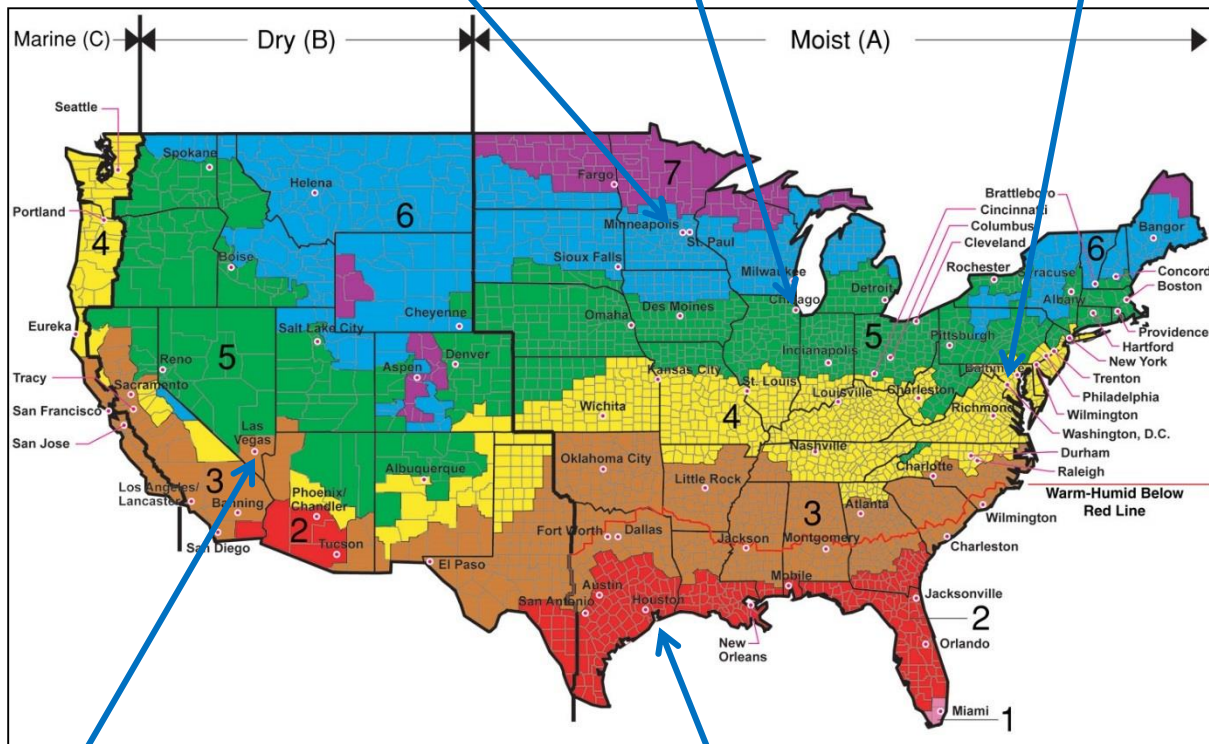 Marine (C)
Dry (B)
Moist (A)
Seattle
Spokane
Helena
Fargo
7
Portland
4
6
Minneapolis
St. Paul
Brattleboro
Cincinnatti
Columbus
Cleveland
6
Bangor
Boise
Sioux Falls
Milwaukee
Rochester
Syracuse
Concord
Boston
Detroit
Albany
Chicago
Des Moines
Eureka
Salt Lake City
Cheyenne
Omaha
5
Pittsburgh
Providence
Hartford
New York
Reno
5
Aspen
Denver
Indianapolis
Tracy
Sacramento
Kansas City
St. Louis
Louisville
Charleston
Baltimore
Trenton
Philadelphia
Wilmington
Washington, D.C.
San Francisco
San Jose
Las
Vegas
Wichita
4
Richmond
Nashville
Durham
Raleigh
Albuquerque
Oklahoma City
Charlotte
3
Los Angeles/
Lancaster
Banning
Phoenix/
Chandler
2
Little Rock
Atlanta
3
Warm-Humid Below
Red Line
Wilmington
San Diego
Tucson
El Paso
Fort Worth
Dallas
Jackson
Montgomery
Charleston
Austin
San Antonio
Houston
Mobile
New
Orleans
Jacksonville
2
Orlando
Miami
1